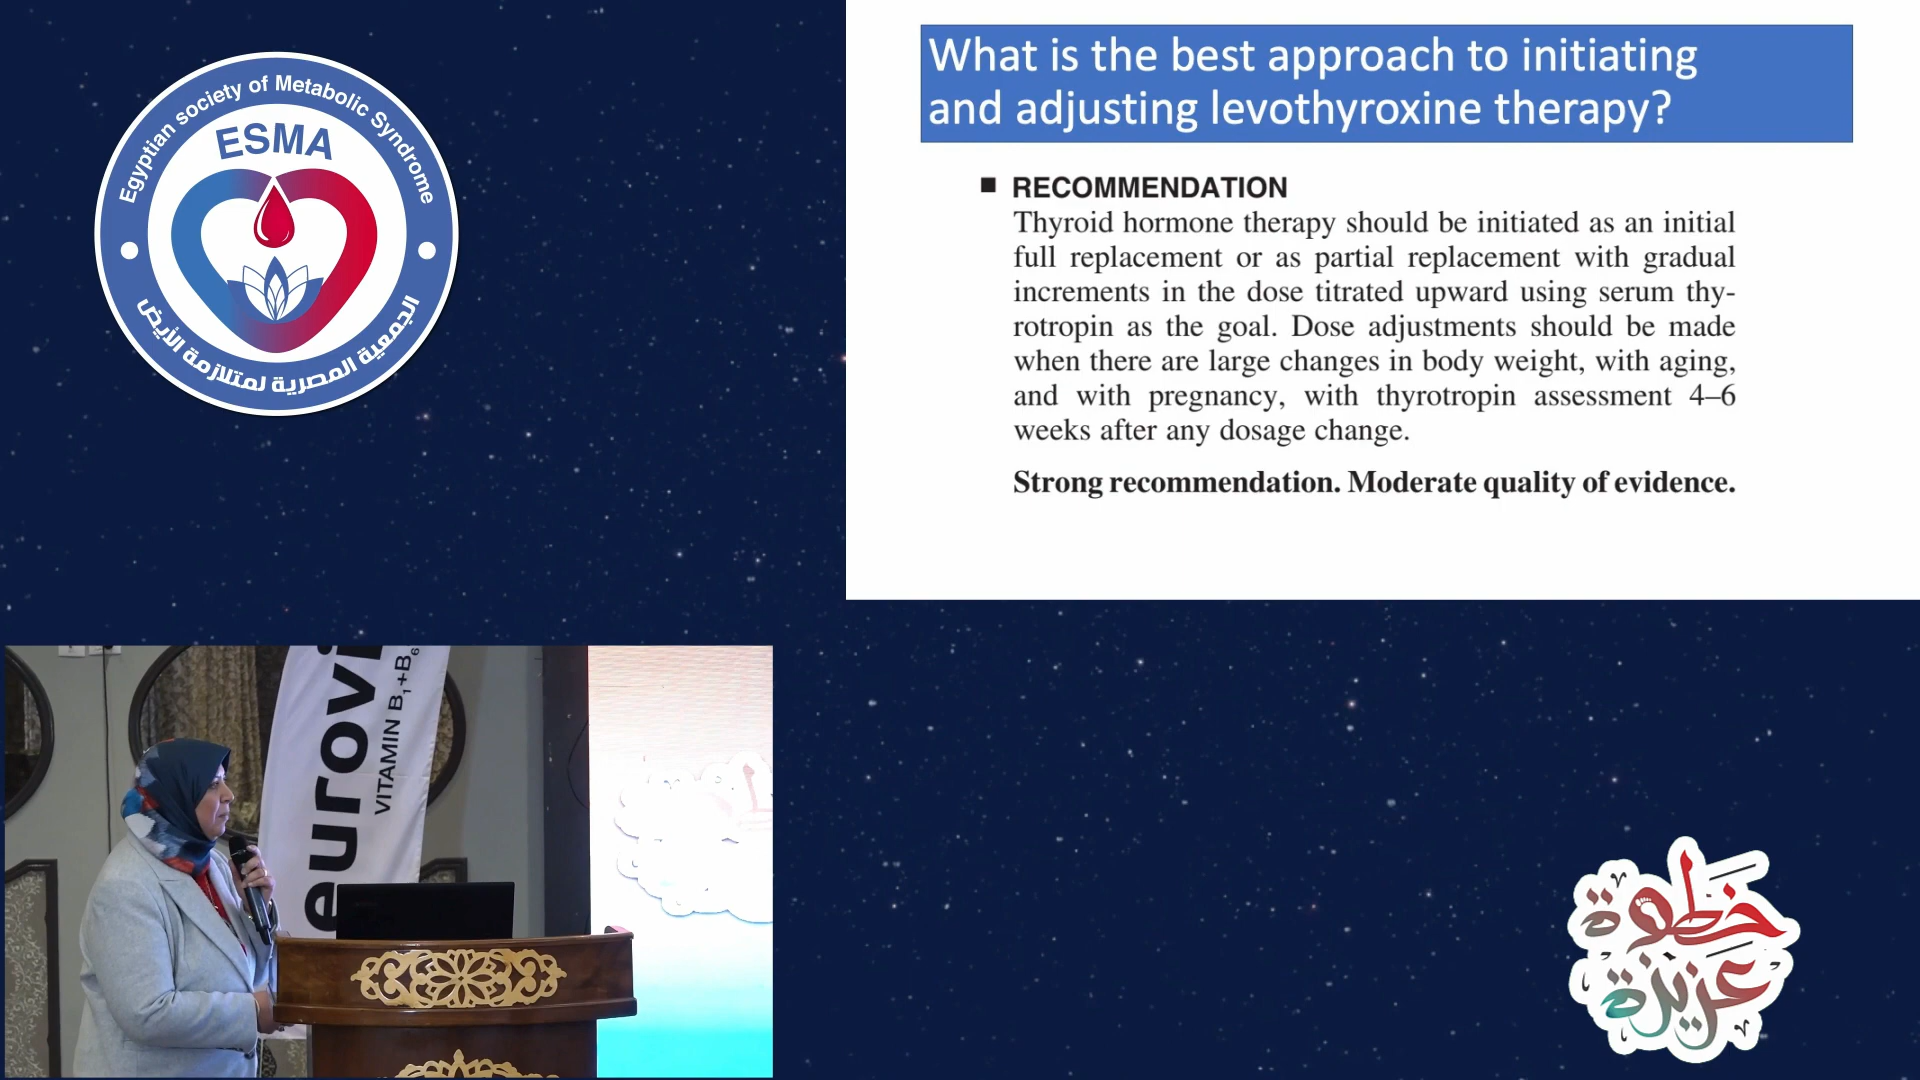 Egyptian society of Metabolic Syndrome
ESMA
الجمعية المصرية لمتلازمة الأيض
What is the best approach to initiating
and adjusting levothyroxine therapy?
■ RECOMMENDATION
Thyroid hormone therapy should be initiated as an initial
full replacement or as partial replacement with gradual
increments in the dose titrated upward using serum thy-
rotropin as the goal. Dose adjustments should be made
when there are large changes in body weight, with aging,
and with pregnancy, with thyrotropin assessment 4–6
weeks after any dosage change.
Strong recommendation. Moderate quality of evidence.
eurovi
VITAMIN B₁+B₆
خطوة
عزيزة